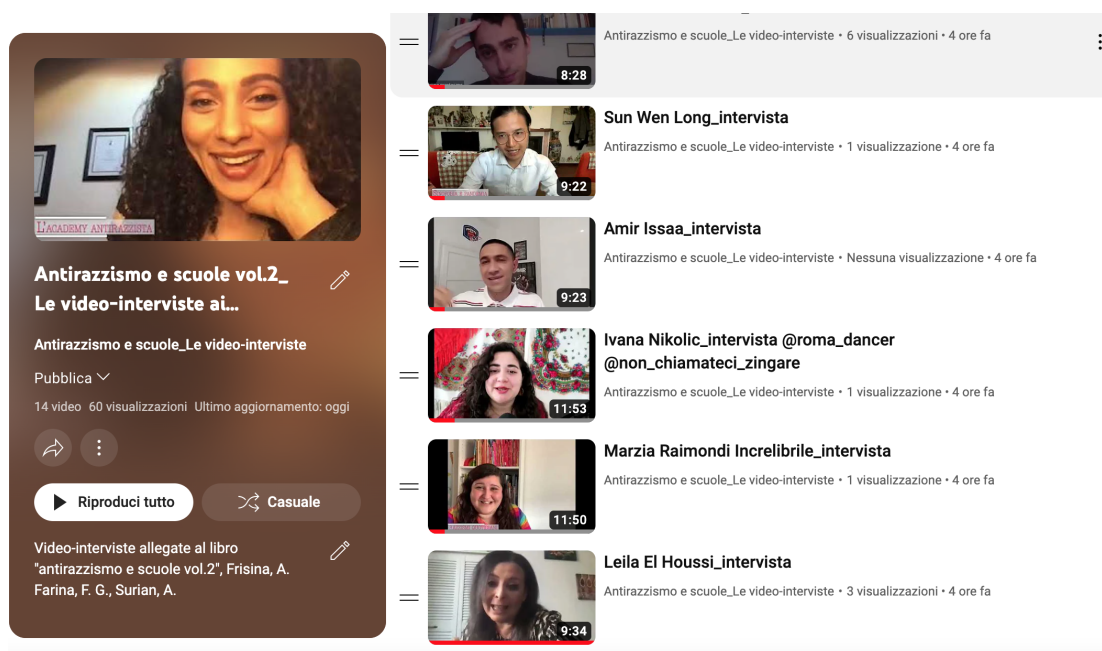 L'ACADEMY ANTIRAZZISTA
Antirazzismo e scuole vol.2_
Le video-interviste ai...
Antirazzismo e scuole_Le video-interviste
Pubblica
14 video 60 visualizzazioni Ultimo aggiornamento: oggi
Riproduci tutto
Casuale
Video-interviste allegate al libro
"antirazzismo e scuole vol.2", Frisina, A.
Farina, F. G., Surian, A.
8:28
Antirazzismo e scuole_Le video-interviste • 6 visualizzazioni • 4 ore fa
9:22
Sun Wen Long_intervista
Antirazzismo e scuole_Le video-interviste • 1 visualizzazione • 4 ore fa
9:23
Amir Issaa_intervista
Antirazzismo e scuole_Le video-interviste • Nessuna visualizzazione • 4 ore fa
11:53
Ivana Nikolic_intervista @roma_dancer
@non_chiamateci_zingare
Antirazzismo e scuole_Le video-interviste • 1 visualizzazione • 4 ore fa
11:50
Marzia Raimondi Increlibrile_intervista
Antirazzismo e scuole_Le video-interviste • 1 visualizzazione • 4 ore fa
9:34
Leila El Houssi_intervista
Antirazzismo e scuole_Le video-interviste • 3 visualizzazioni • 4 ore fa